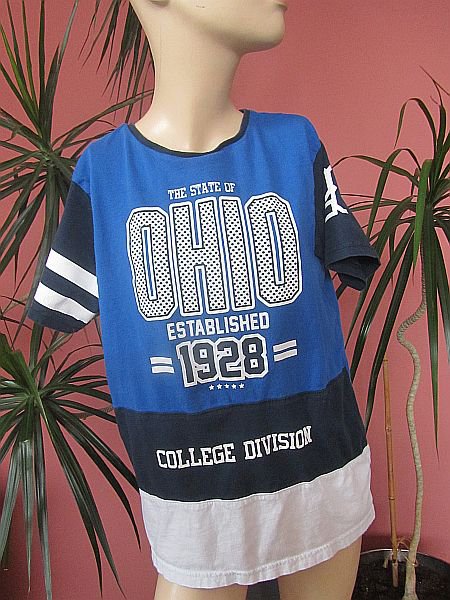 THE STATE OF
OHIO
ESTABLISHED
1928
COLLEGE DIVISION